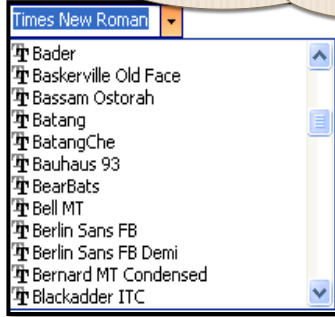 Times New Roman
Bader
Baskerville Old Face
Bassam Ostorah
Batang
BatangChe
Bauhaus 93
BearBats
Bell MT
Berlin Sans FB
Berlin Sans FB Demi
Bernard MT Condensed
Blackadder ITC